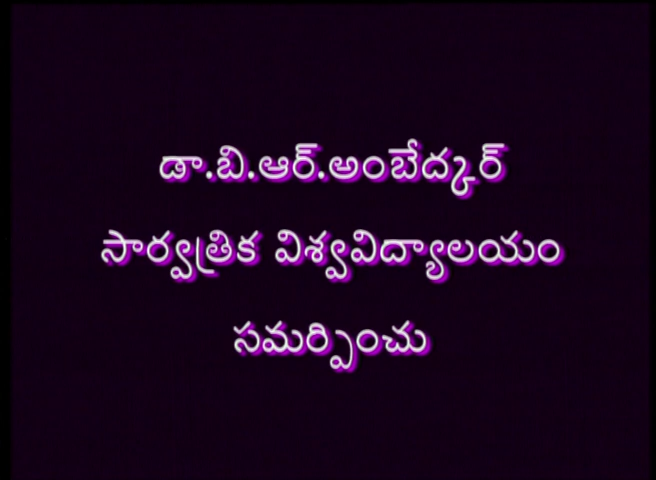 డా.బి.ఆర్.అంబేద్కర్
సార్వత్రిక విశ్వవిద్యాలయం
సమర్పించు